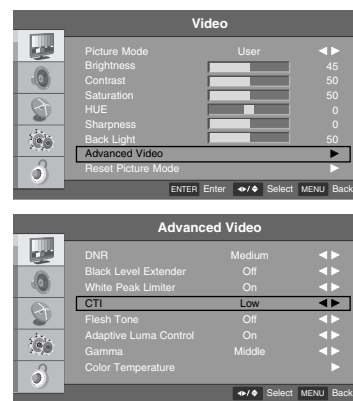 Video
Picture Mode User
Brightness 45
Contrast 50
Saturation 50
HUE 0
Sharpness 0
Back Light 50
Advanced Video
Reset Picture Mode
ENTER Enter Select MENU Back
Advanced Video
DNR Medium
Black Level Extender Off
White Peak Limiter On
CTI Low
Flesh Tone Off
Adaptive Luma Control On
Gamma Middle
Color Temperature
Select MENU Back